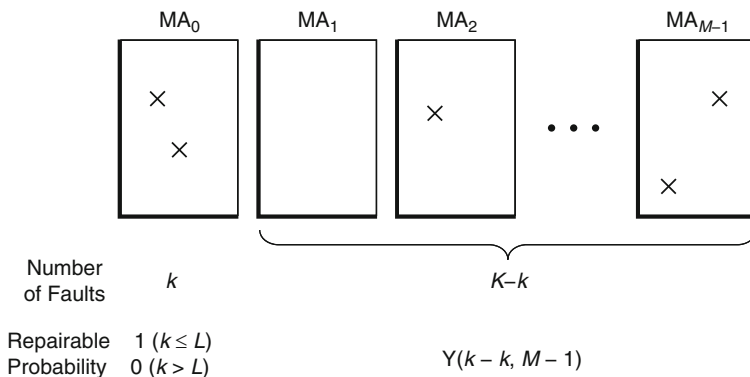 MA0 MA1 MA2 MAM–1
Number of Faults k K–k
Repairable Probability 1 (k ≤ L) 0 (k > L) Y(k – k, M – 1)